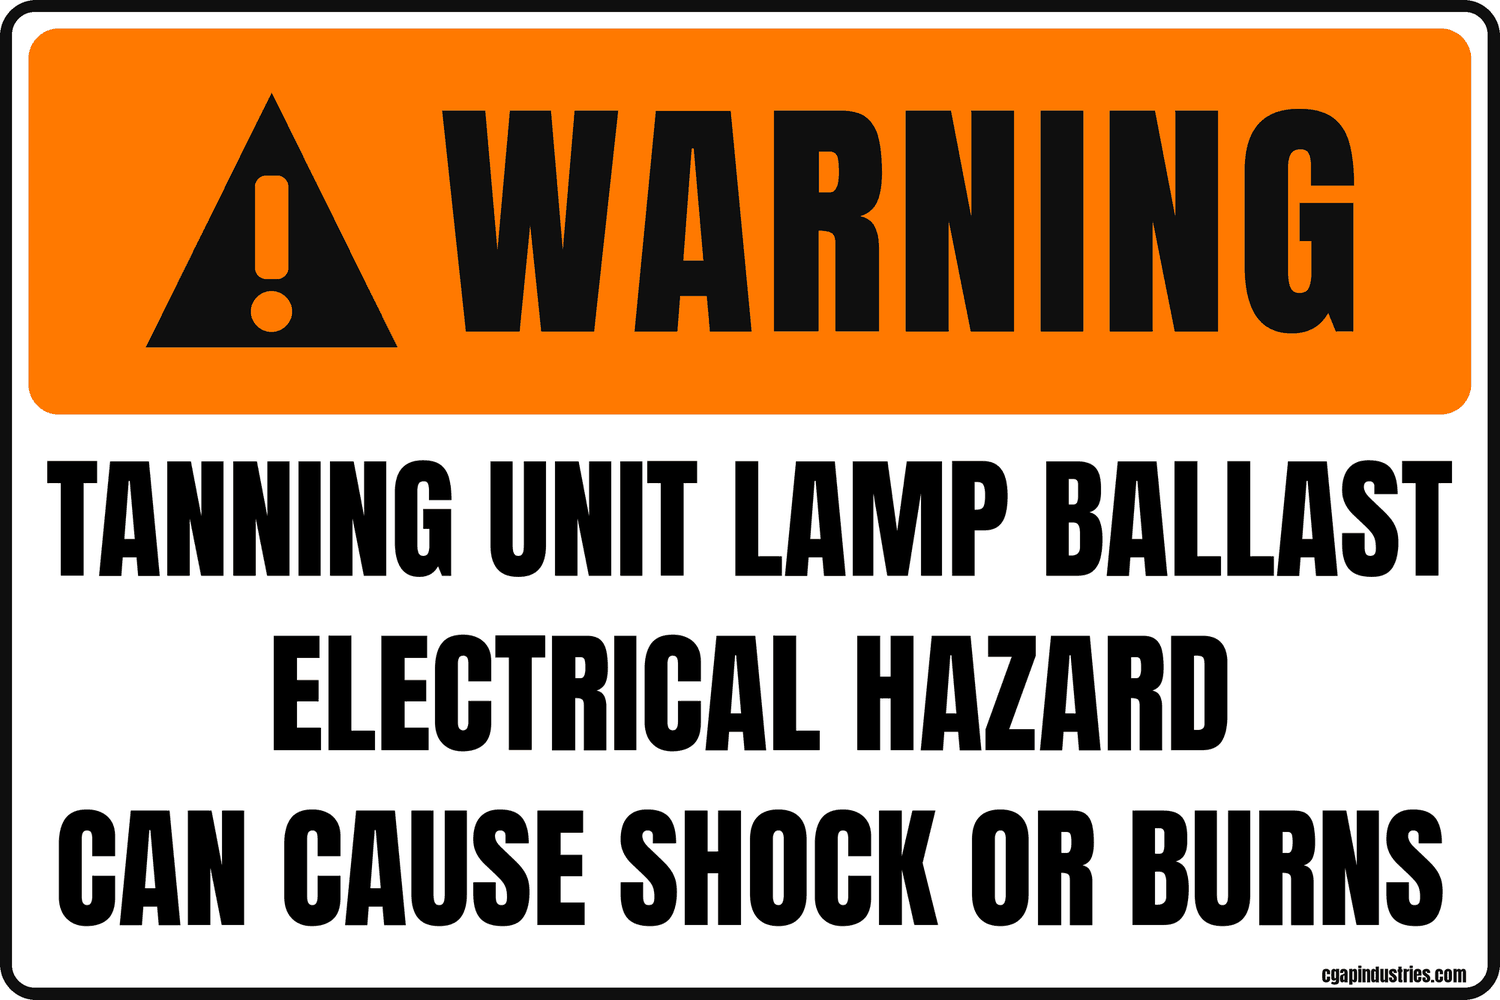 WARNING
TANNING UNIT LAMP BALLAST
ELECTRICAL HAZARD
CAN CAUSE SHOCK OR BURNS
cgapindustries.com